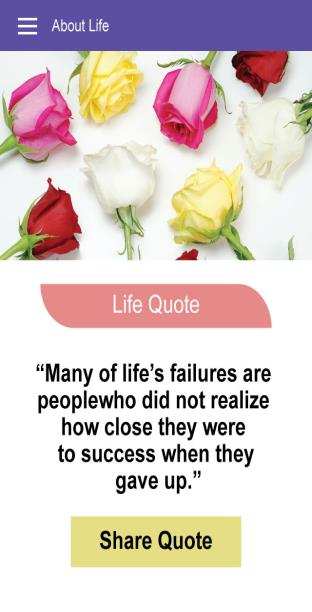 About Life
Life Quote
“Many of life’s failures are
peoplewho did not realize
how close they were
to success when they
gave up.”
Share Quote